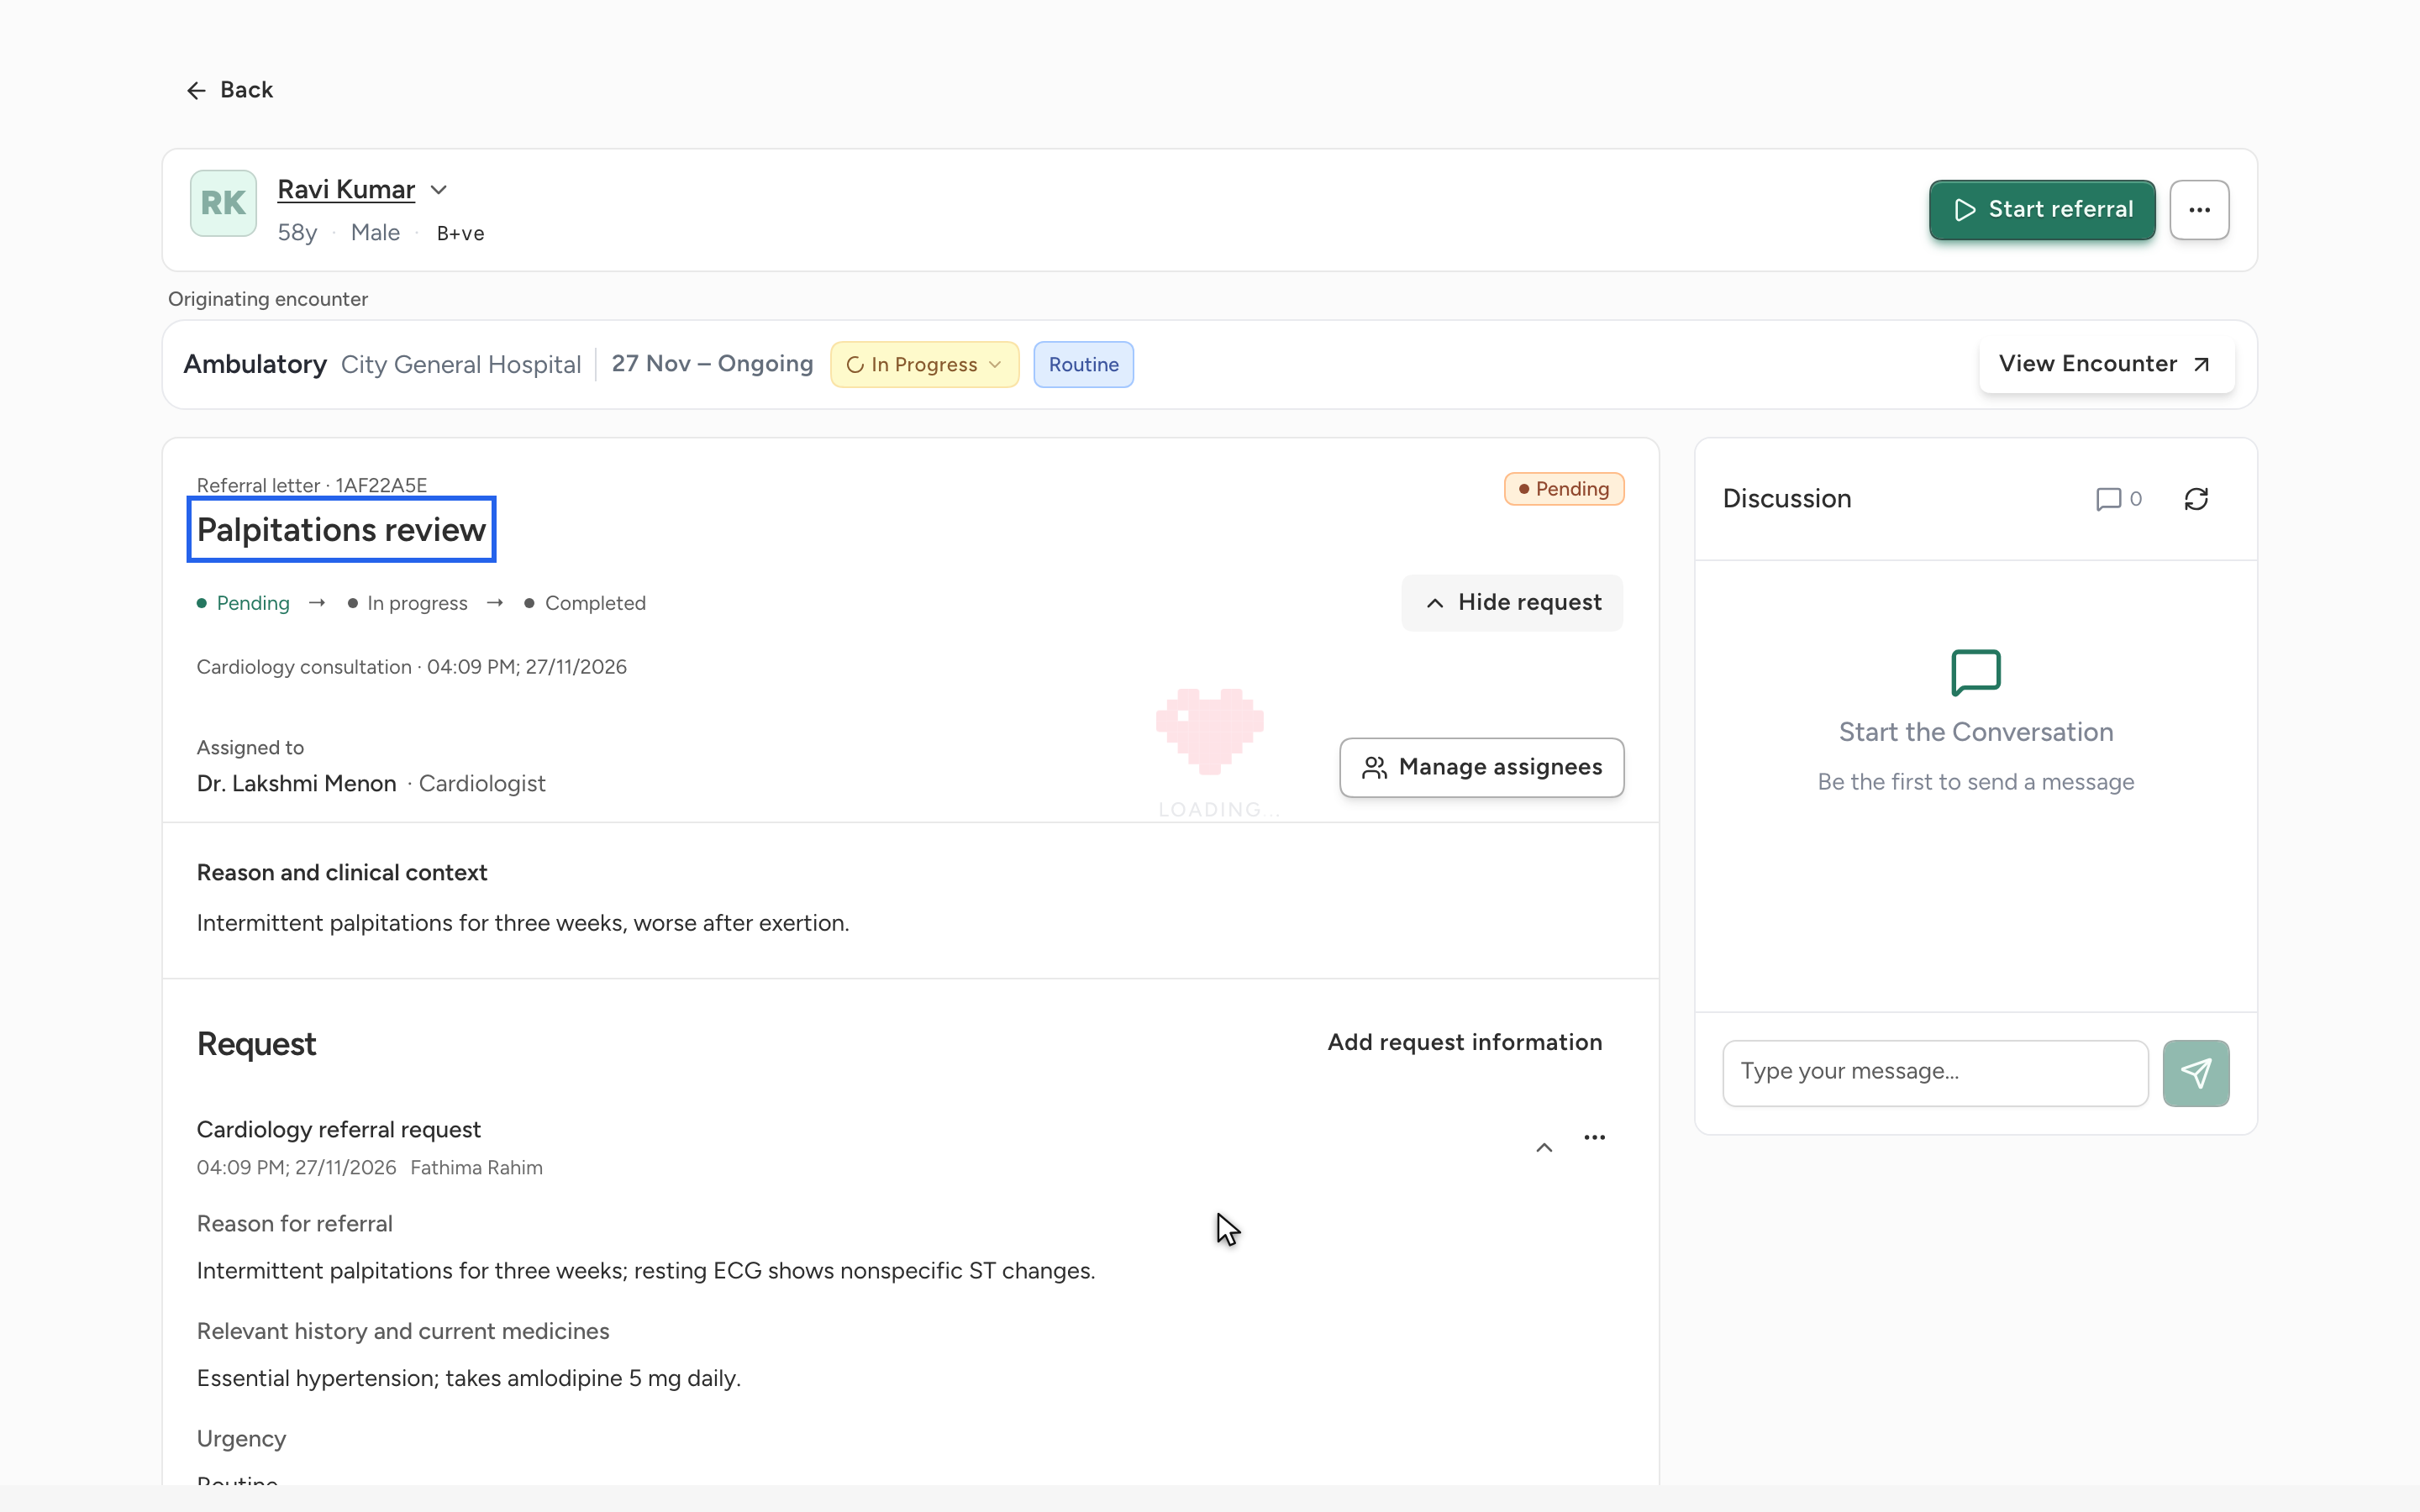 Back
RK
Ravi Kumar
58y · Male · B+ve
Start referral
Originating encounter
Ambulatory City General Hospital 27 Nov – Ongoing In Progress Routine
View Encounter
Referral letter · 1AF22A5E
Pending
Palpitations review
Pending → In progress → Completed
Hide request
Cardiology consultation · 04:09 PM; 27/11/2026
Assigned to
Dr. Lakshmi Menon · Cardiologist
Manage assignees
LOADING ..
Reason and clinical context
Intermittent palpitations for three weeks, worse after exertion.
Request
Add request information
Cardiology referral request
04:09 PM; 27/11/2026 Fathima Rahim
Reason for referral
Intermittent palpitations for three weeks; resting ECG shows nonspecific ST changes.
Relevant history and current medicines
Essential hypertension; takes amlodipine 5 mg daily.
Urgency
Routine
Discussion
0
Start the Conversation
Be the first to send a message
Type your message...